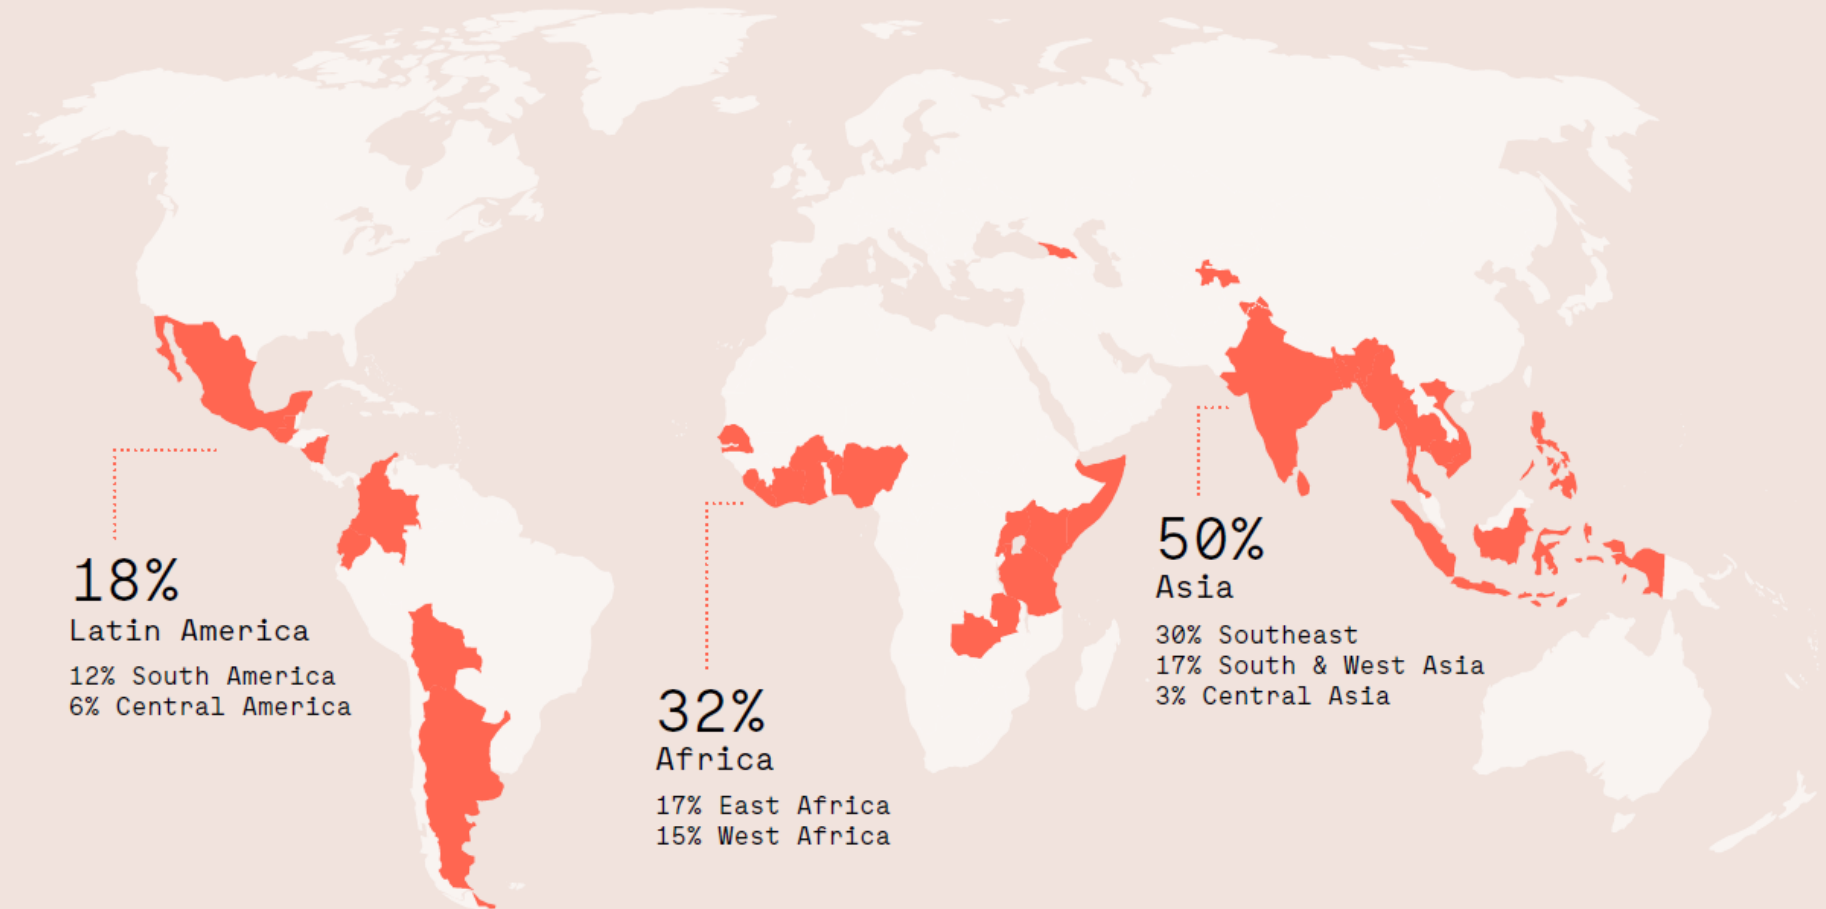 18%
Latin America
12% South America
6% Central America
32%
Africa
17% East Africa
15% West Africa
50%
Asia
30% Southeast
17% South & West Asia
3% Central Asia